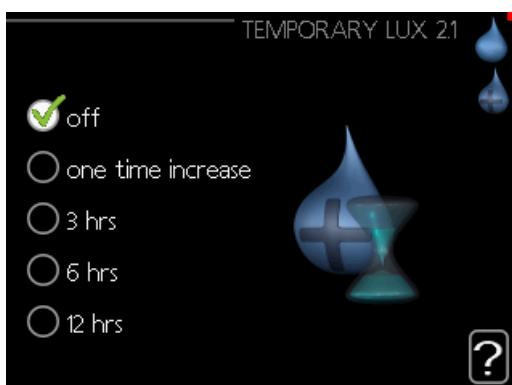 TEMPORARY LUX 2.1
off
one time increase
3 hrs
6 hrs
12 hrs
?